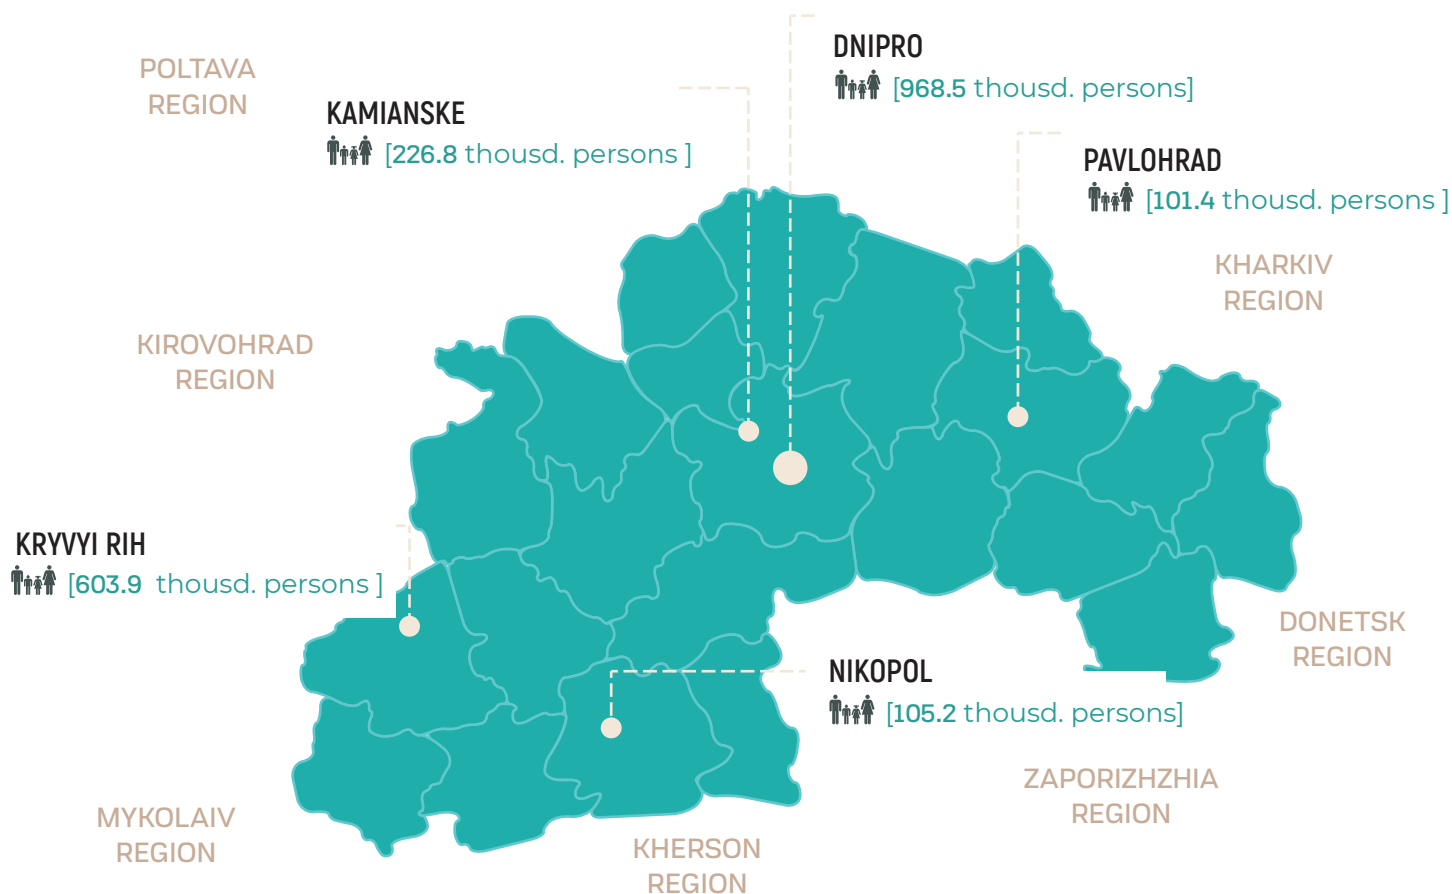 DNIPRO
[968.5 thousd. persons]
POLTAVA
REGION
KAMIANSKE
[226.8 thousd. persons ]
PAVLOHRAD
[101.4 thousd. persons ]
KHARKIV
REGION
KIROVOHRAD
REGION
KRYVYI RIH
[603.9 thousd. persons ]
DONETSK
REGION
NIKOPOL
[105.2 thousd. persons]
ZAPORIZHZHIA
REGION
MYKOLAIV
REGION
KHERSON
REGION